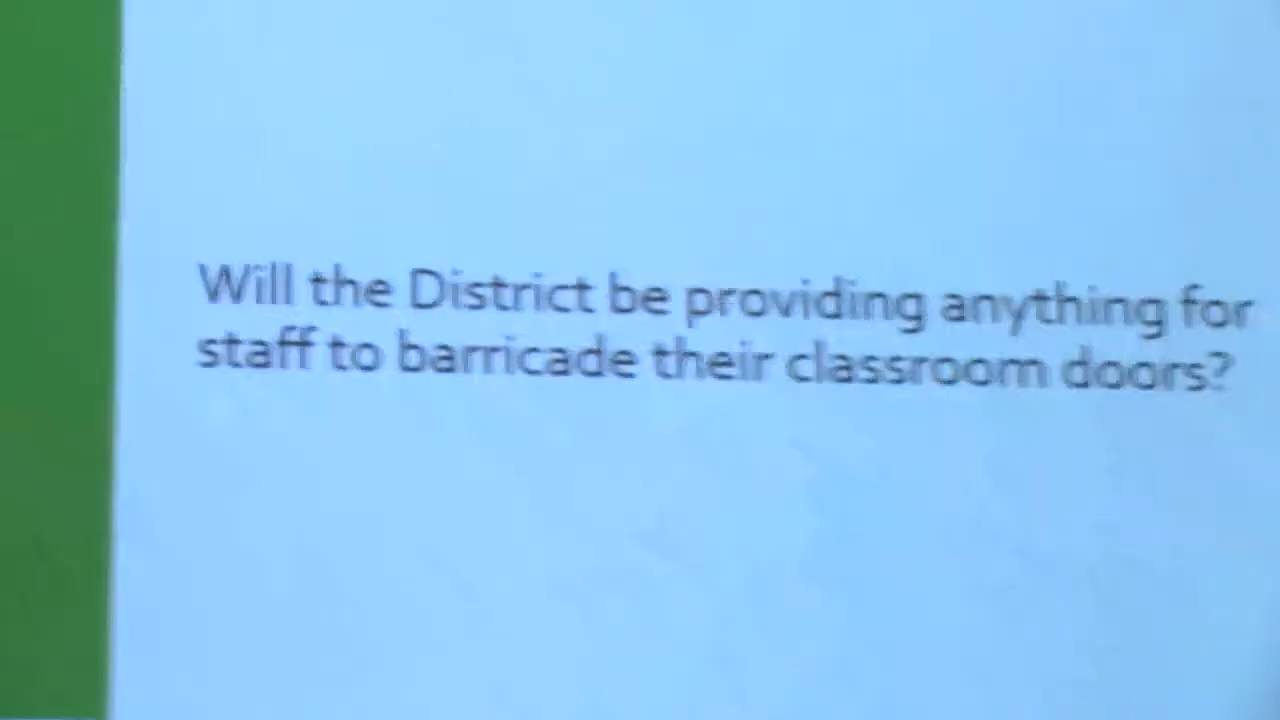 Will the District be providing anything for
staff to barricade their classroom doors?